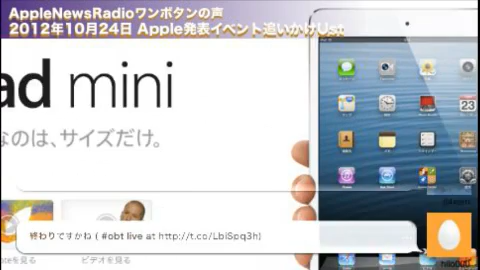 AppleNewsRadioワンボタンの声
2012年10月24日 Apple発表イベント追いかけUst
ad mini
なのは、サイズだけ。
23
終わりですかね ( #obt live at http://t.co/LbiSpq3h)
を見る
ビデオを見る